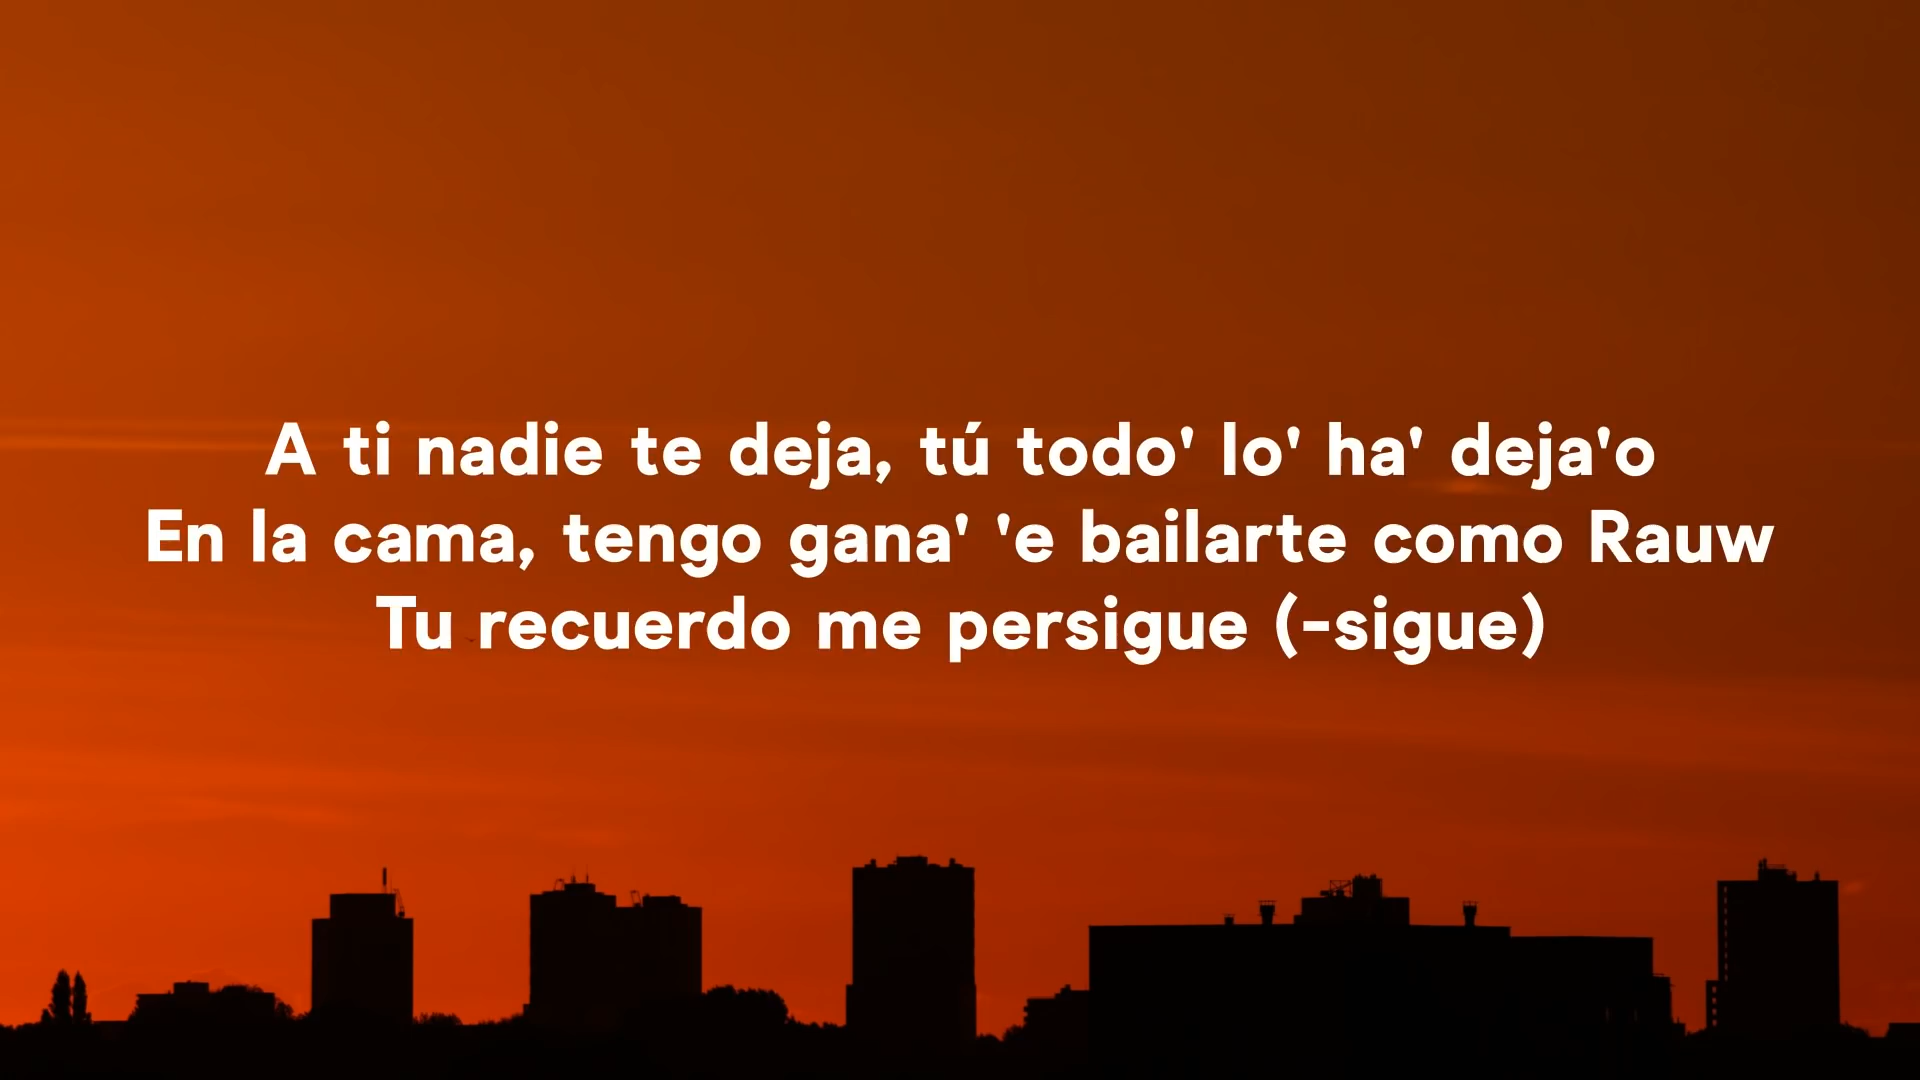 A ti nadie te deja, tú todo' lo' ha' deja'o
En la cama, tengo gana' 'e bailarte como Rauw
Tu recuerdo me persigue (-sigue)